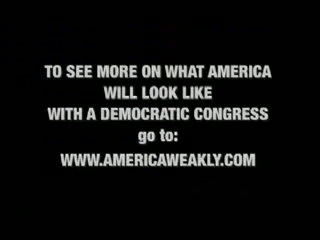 TO SEE MORE ON WHAT AMERICA
WILL LOOK LIKE
WITH A DEMOCRATIC CONGRESS
go to:
WWW.AMERICAWEAKLY.COM